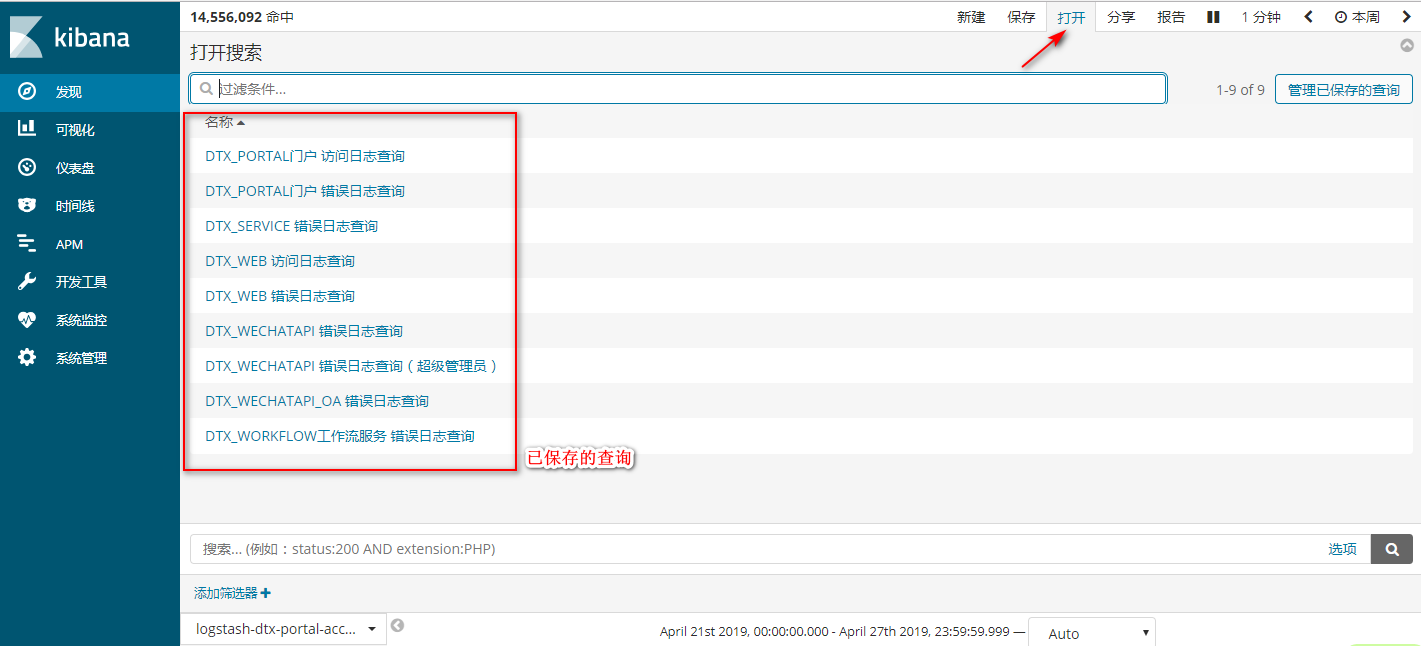 kibana
发现
可视化
仪表盘
时间线
APM
开发工具
系统监控
系统管理
14,556,092 命中
新建 保存 打开 分享 报告 1 分钟 本周
打开搜索
过滤条件...
1-9 of 9 管理已保存的查询
名称
DTX_PORTAL门户 访问日志查询
DTX_PORTAL门户 错误日志查询
DTX_SERVICE 错误日志查询
DTX_WEB 访问日志查询
DTX_WEB 错误日志查询
DTX_WECHATAPI 错误日志查询
DTX_WECHATAPI 错误日志查询（超级管理员）
DTX_WECHATAPI_OA 错误日志查询
DTX_WORKFLOW工作流服务 错误日志查询
已保存的查询
搜索... (例如：status:200 AND extension:PHP) 选项
添加筛选器
logstash-dtx-portal-acc... April 21st 2019, 00:00:00.000 - April 27th 2019, 23:59:59.999 — Auto